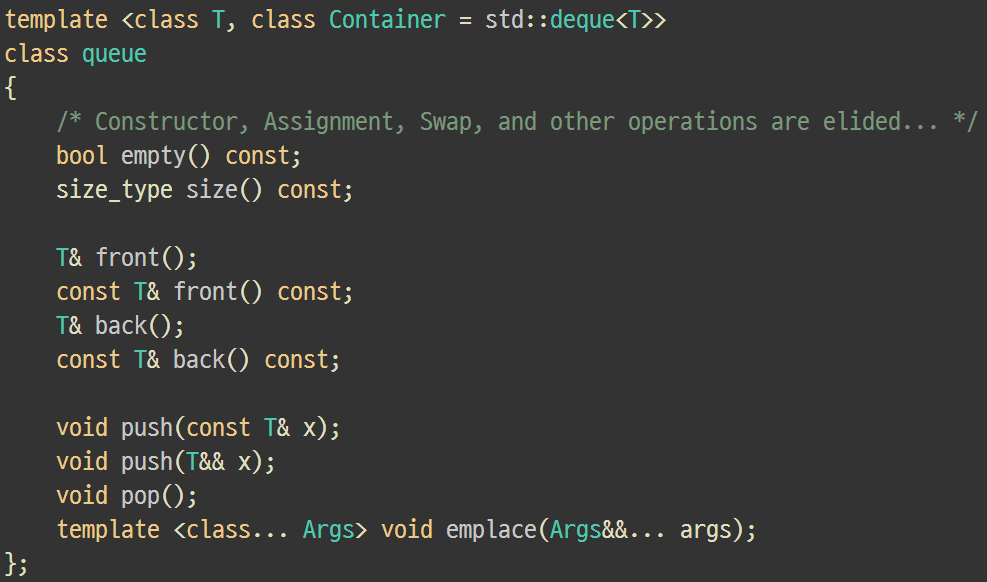 template <class T, class Container = std::deque<T>>
class queue
{
    /* Constructor, Assignment, Swap, and other operations are elided... */
    bool empty() const;
    size_type size() const;

    T& front();
    const T& front() const;
    T& back();
    const T& back() const;

    void push(const T& x);
    void push(T&& x);
    void pop();
    template <class... Args> void emplace(Args&&... args);
};